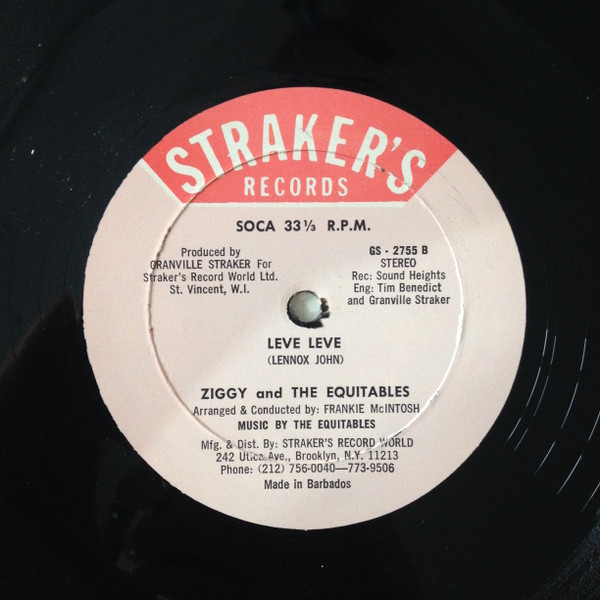 STRAKER'S
RECORDS
SOCA 33⅓ R.P.M.
Produced by
GRANVILLE STRAKER For
Straker's Record World Ltd.
St. Vincent, W.I.
GS - 2755 B
STEREO
Rec: Sound Heights
Eng: Tim Benedict
and Granville Straker
LEVE LEVE
(LENNOX JOHN)
ZIGGY and THE EQUITABLES
Arranged & Conducted by: FRANKIE McINTOSH
MUSIC BY THE EQUITABLES
Mfg. & Dist. By: STRAKER'S RECORD WORLD
242 Utica Ave., Brooklyn, N.Y. 11213
Phone: (212) 756-0040—773-9506
Made in Barbados